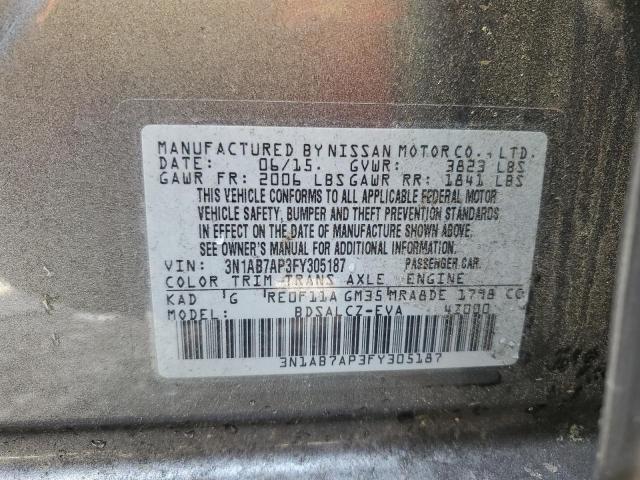 MANUFACTURED BY NISSAN MOTOR CO., LTD.
DATE: 06/15. GVWR: 3823 LBS
GAWR FR: 2006 LBS GAWR RR: 1841 LBS
THIS VEHICLE CONFORMS TO ALL APPLICABLE FEDERAL MOTOR
VEHICLE SAFETY, BUMPER AND THEFT PREVENTION STANDARDS
IN EFFECT ON THE DATE OF MANUFACTURE SHOWN ABOVE.
SEE OWNER'S MANUAL FOR ADDITIONAL INFORMATION.
VIN: 3N1AB7AP3FY305187 PASSENGER CAR.
COLOR TRIM TRANS AXLE ENGINE
KAD G RE0F11A GM35 MRA8DE 1798 CC
MODEL: BDSALCZ-EVA 4Z000
3N1AB7AP3FY305187